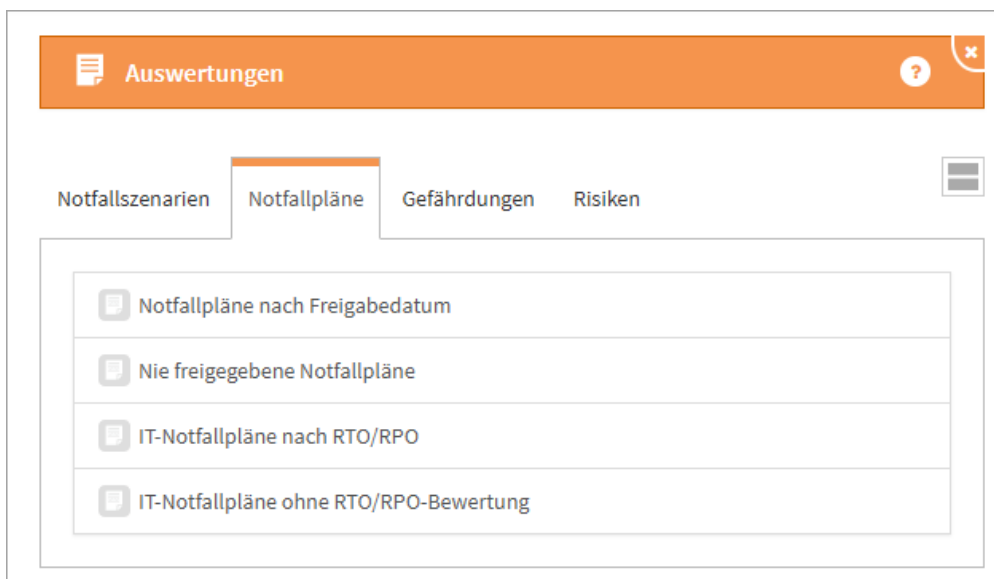 Auswertungen
?
Notfallszenarien Notfallpläne Gefährdungen Risiken
Notfallpläne nach Freigabedatum
Nie freigegebene Notfallpläne
IT-Notfallpläne nach RTO/RPO
IT-Notfallpläne ohne RTO/RPO-Bewertung